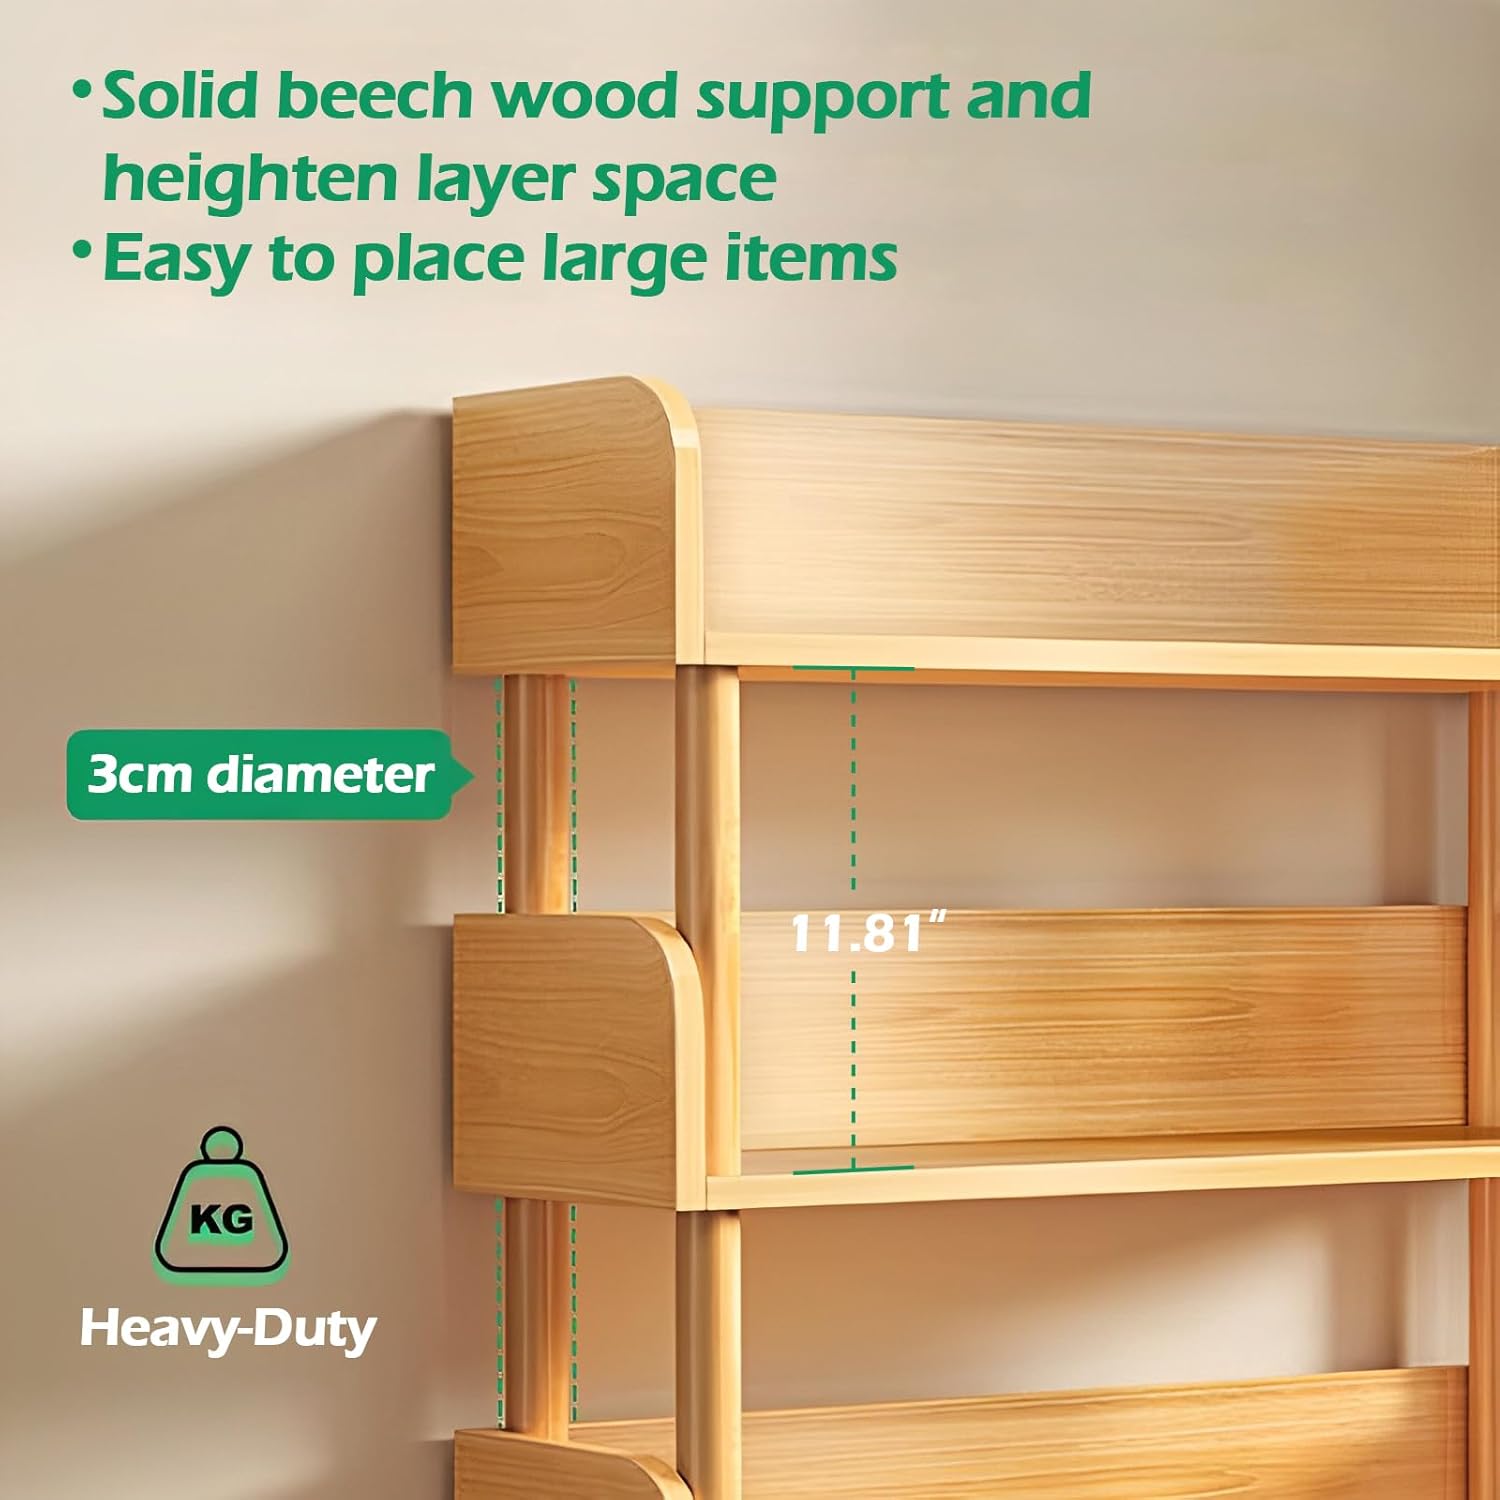 • Solid beech wood support and
heighten layer space
• Easy to place large items
3cm diameter
11.81"
KG
Heavy-Duty